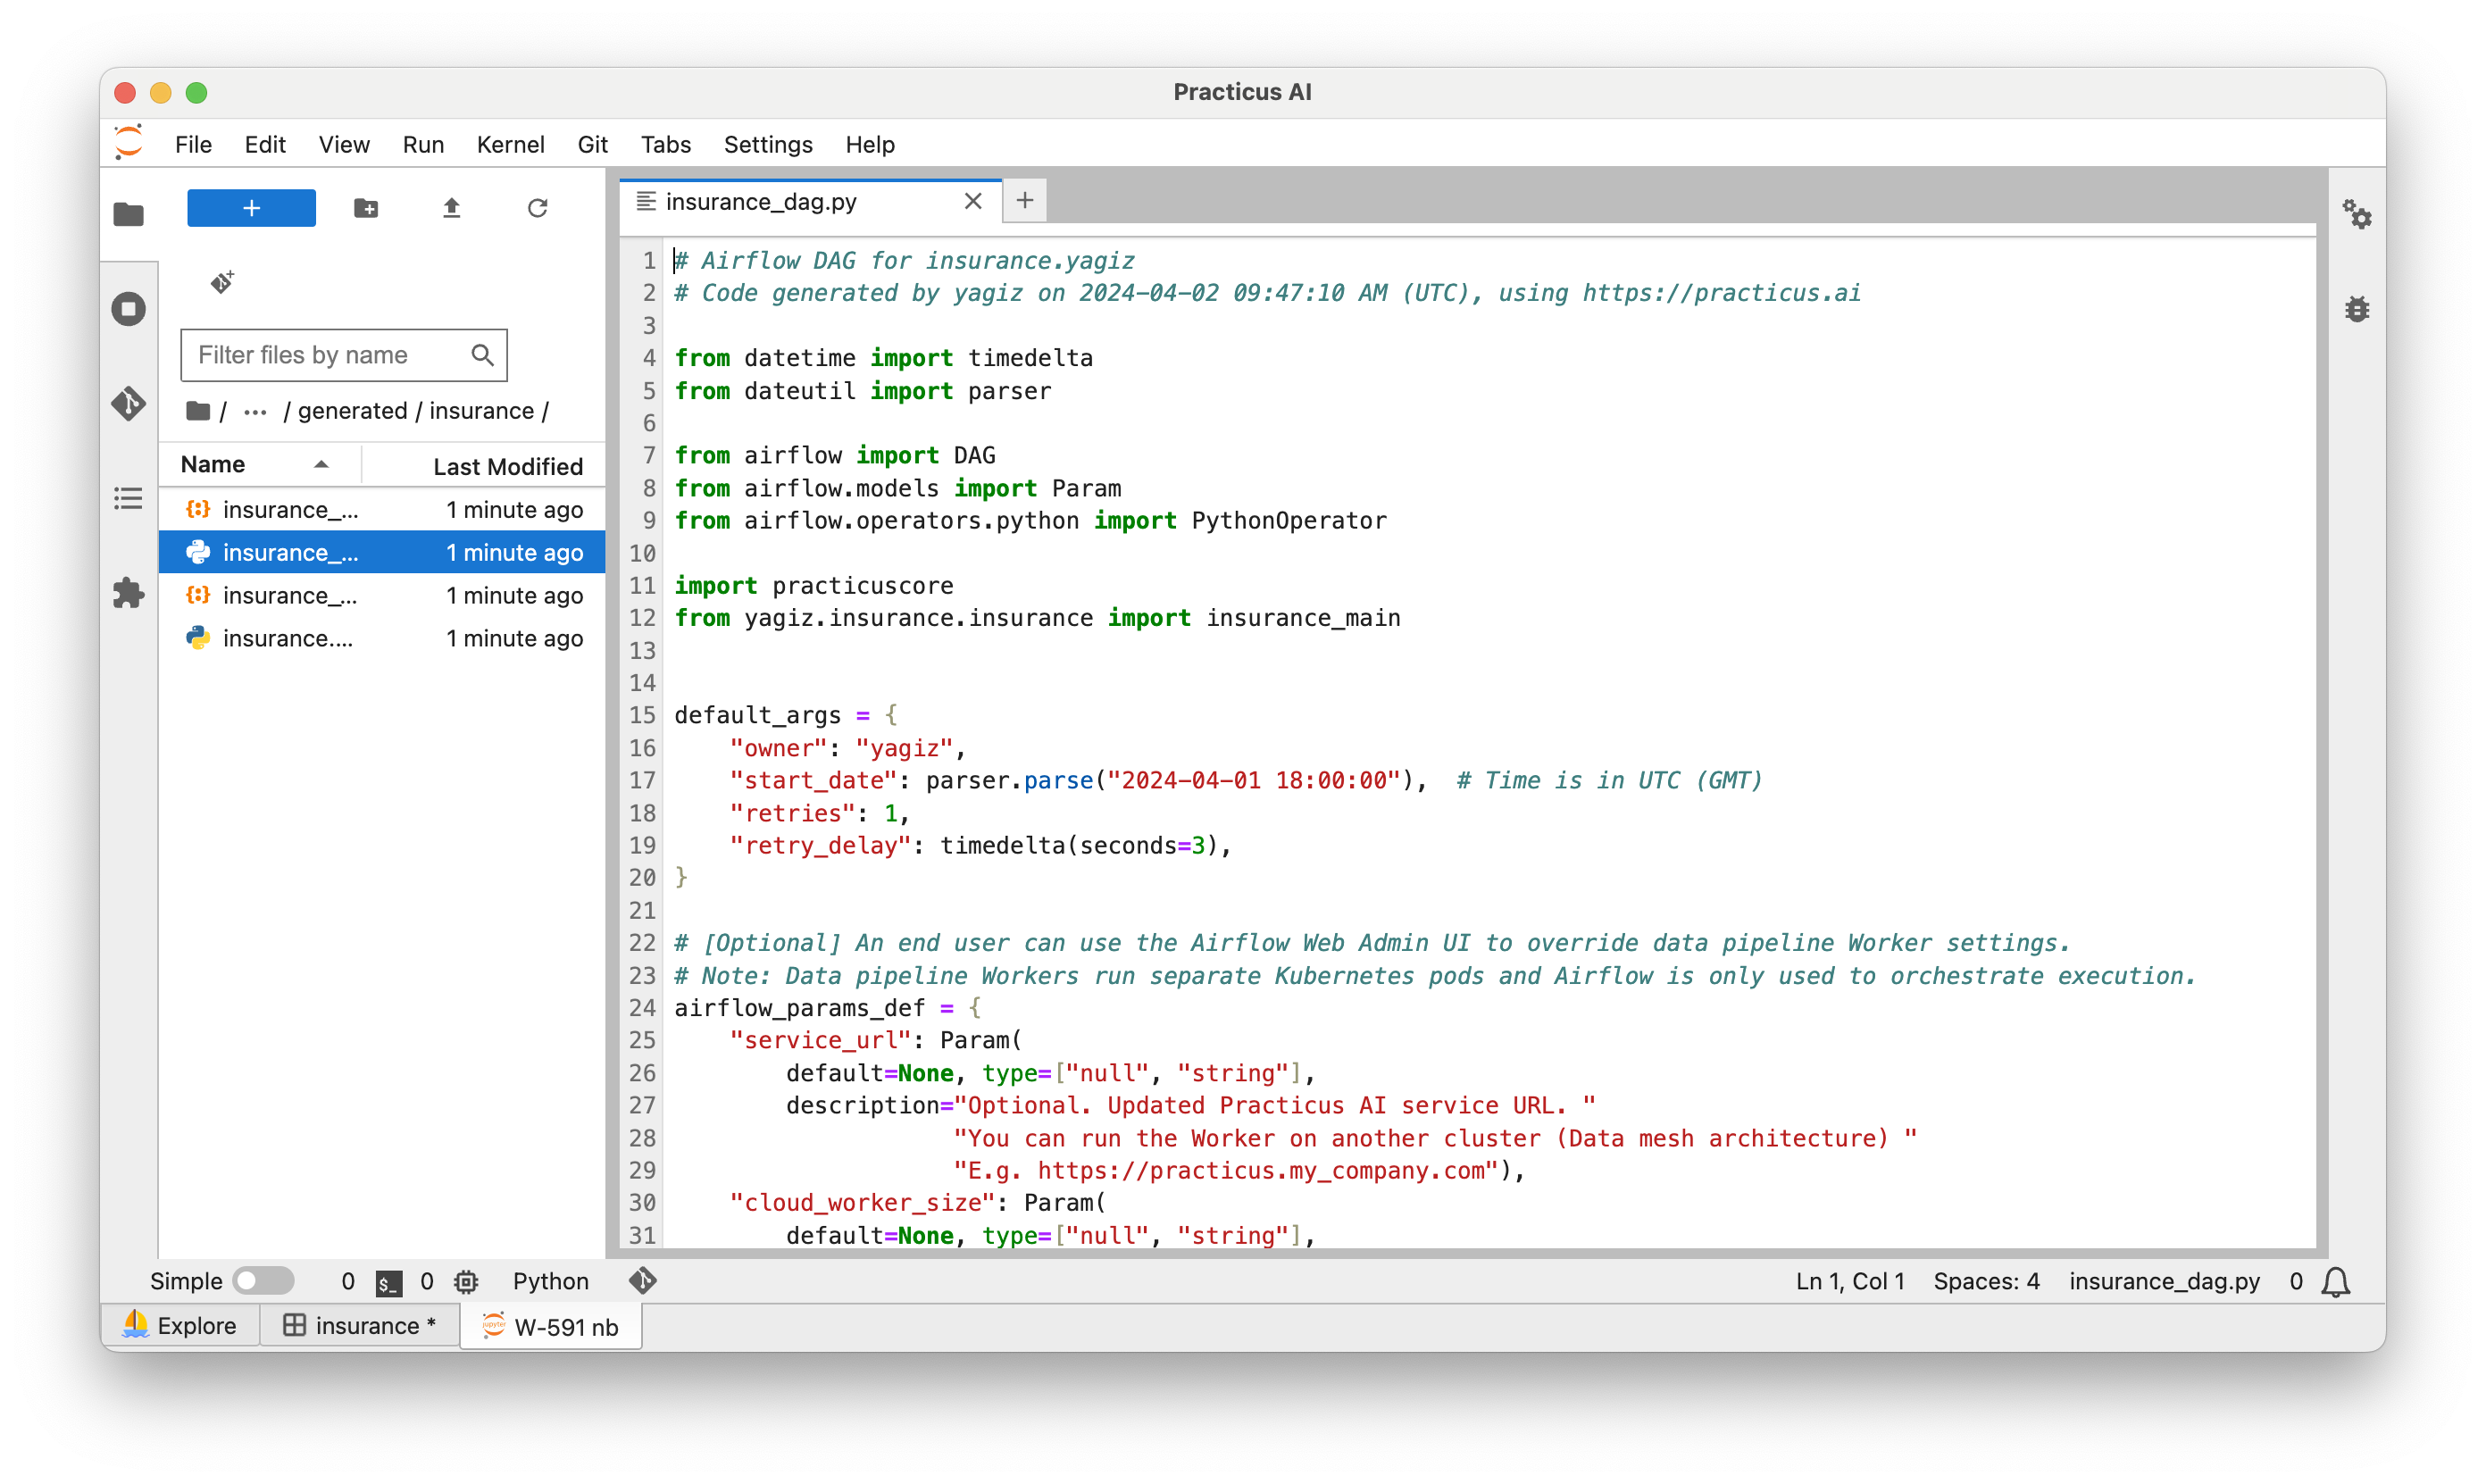 Practicus AI
File Edit View Run Kernel Git Tabs Settings Help
+
Filter files by name
/ ... / generated / insurance /
Name Last Modified
insurance_... 1 minute ago
insurance_... 1 minute ago
insurance_... 1 minute ago
insurance.... 1 minute ago
insurance_dag.py
1 # Airflow DAG for insurance.yagiz
2 # Code generated by yagiz on 2024-04-02 09:47:10 AM (UTC), using https://practicus.ai
3
4 from datetime import timedelta
5 from dateutil import parser
6
7 from airflow import DAG
8 from airflow.models import Param
9 from airflow.operators.python import PythonOperator
10
11 import practicuscore
12 from yagiz.insurance.insurance import insurance_main
13
14
15 default_args = {
16     "owner": "yagiz",
17     "start_date": parser.parse("2024-04-01 18:00:00"),  # Time is in UTC (GMT)
18     "retries": 1,
19     "retry_delay": timedelta(seconds=3),
20 }
21
22 # [Optional] An end user can use the Airflow Web Admin UI to override data pipeline Worker settings.
23 # Note: Data pipeline Workers run separate Kubernetes pods and Airflow is only used to orchestrate execution.
24 airflow_params_def = {
25     "service_url": Param(
26         default=None, type=["null", "string"],
27         description="Optional. Updated Practicus AI service URL. "
28                     "You can run the Worker on another cluster (Data mesh architecture) "
29                     "E.g. https://practicus.my_company.com"),
30     "cloud_worker_size": Param(
31         default=None, type=["null", "string"],
Simple 0 $_ 0 Python Ln 1, Col 1 Spaces: 4 insurance_dag.py 0
Explore insurance * jupyter W-591 nb